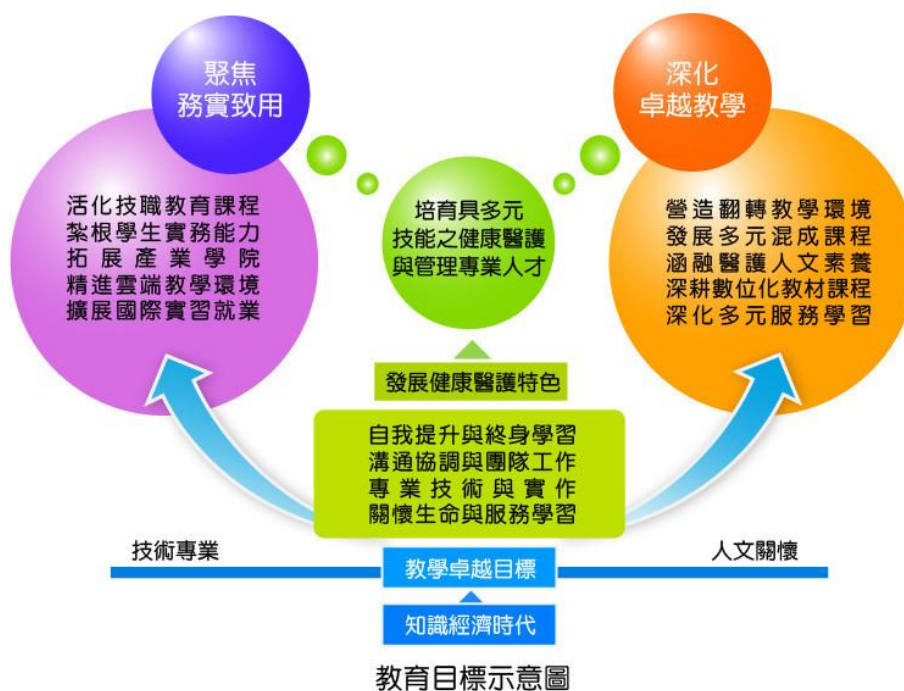 聚焦
務實致用
活化技職教育課程
紮根學生實務能力
拓展產業學院
精進雲端教學環境
擴展國際實習就業
培育具多元
技能之健康醫護
與管理專業人才
深化
卓越教學
營造翻轉教學環境
發展多元混成課程
涵融醫護人文素養
深耕數位化教材課程
深化多元服務學習
發展健康醫護特色
自我提升與終身學習
溝通協調與團隊工作
專業技術與實作
關懷生命與服務學習
技術專業
教學卓越目標
人文關懷
知識經濟時代
教育目標示意圖